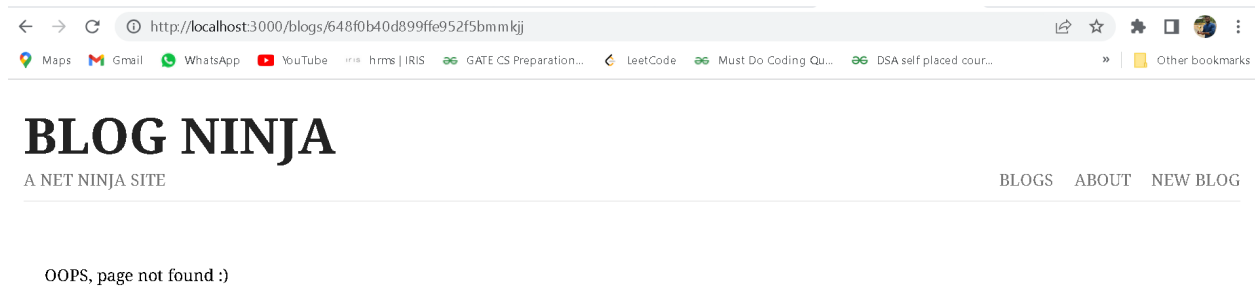 http://localhost:3000/blogs/648f0b40d899ffe952f5bmmkjj
Maps Gmail WhatsApp YouTube IRIS hrms | IRIS GATE CS Preparation... LeetCode Must Do Coding Qu... DSA self placed cour... » Other bookmarks
BLOG NINJA
A NET NINJA SITE BLOGS ABOUT NEW BLOG
OOPS, page not found :)